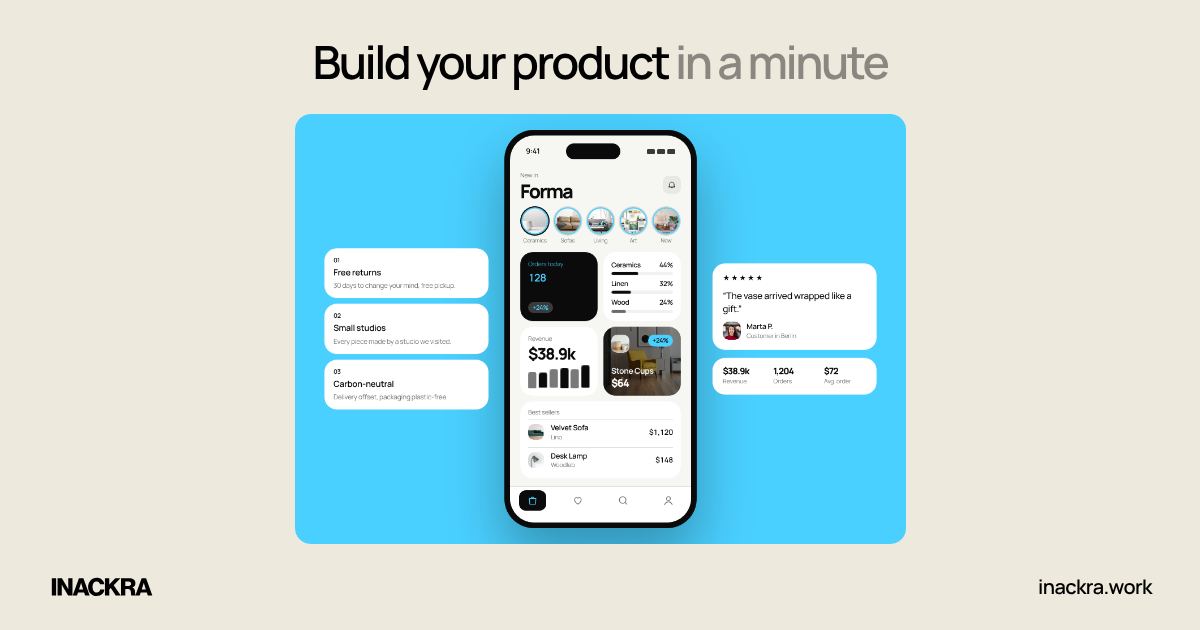 Build your product in a minute
01
Free returns
30 days to change your mind, free pickup.
02
Small studios
Every piece made by a studio we visited.
03
Carbon-neutral
Delivery offset, packaging plastic-free
9:41
New in
Forma
Ceramics
Sofas
Living
Art
New
Orders today
128
+24%
Ceramics 44%
Linen 32%
Wood 24%
Revenue
$38.9k
+24%
Stone Cups
$64
Best sellers
Velvet Sofa
Lino
$1,120
Desk Lamp
Woodleb
$148
★★★★★
“The vase arrived wrapped like a
gift.”
Marta P.
Customer in Berlin
$38.9k
Revenue
1,204
Orders
$72
Avg. order
INACKRA
inackra.work